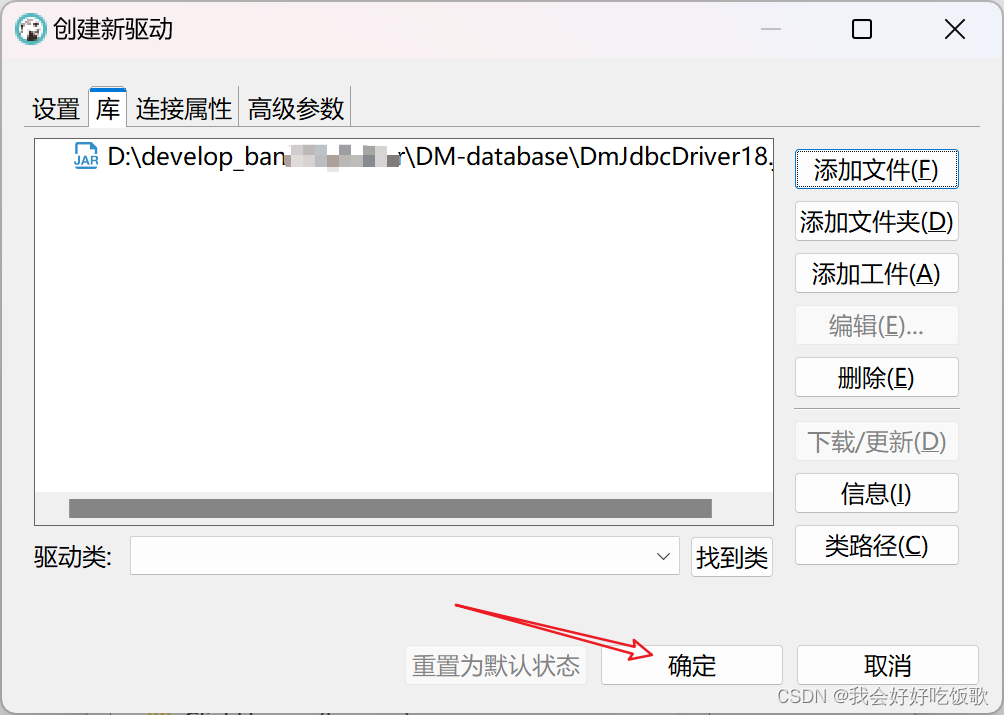 创建新驱动
设置 库 连接属性 高级参数
JAR D:\develop_ban r\DM-database\DmJdbcDriver18.
添加文件(F)
添加文件夹(D)
添加工件(A)
编辑(E)...
删除(E)
下载/更新(D)
信息(I)
类路径(C)
驱动类: 找到类
重置为默认状态 确定 取消
CSDN @我会好好吃饭歌